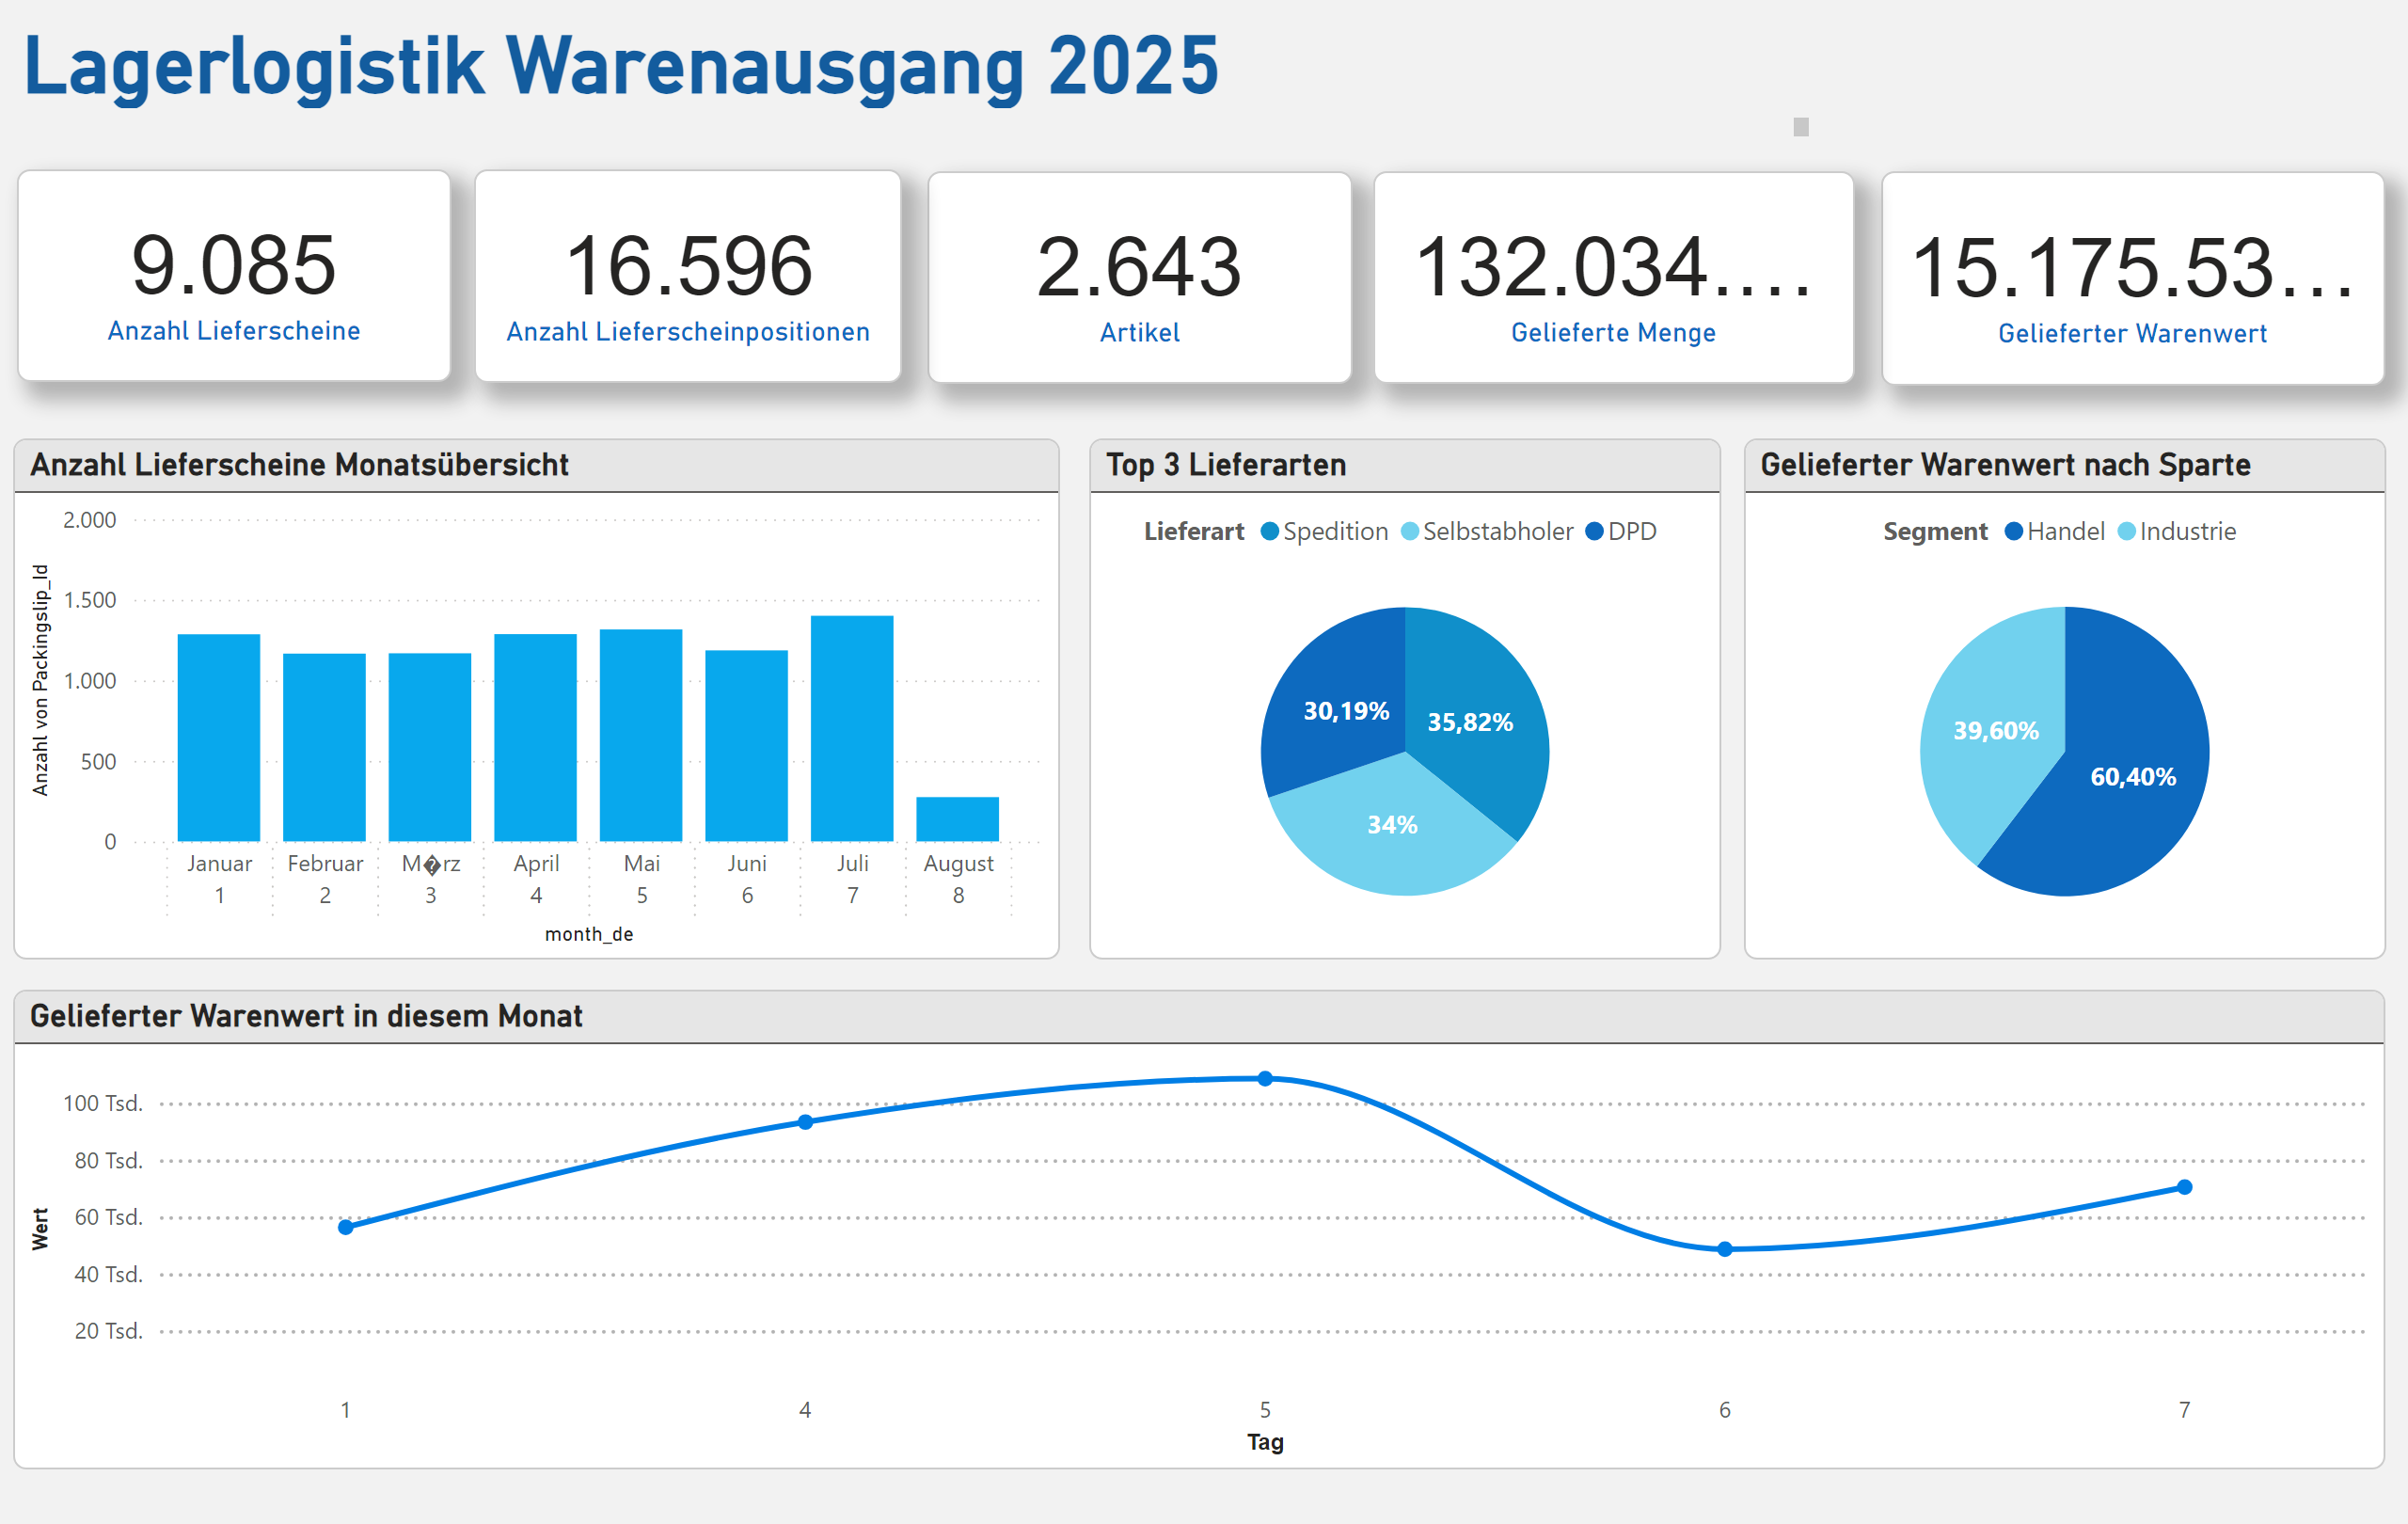 Lagerlogistik Warenausgang 2025
9.085
Anzahl Lieferscheine
16.596
Anzahl Lieferscheinpositionen
2.643
Artikel
132.034....
Gelieferte Menge
15.175.53...
Gelieferter Warenwert
Anzahl Lieferscheine Monatsübersicht
Anzahl von Packingslip_Id
2.000
1.500
1.000
500
0
Januar Februar M�rz April Mai Juni Juli August
1 2 3 4 5 6 7 8
month_de
Top 3 Lieferarten
Lieferart Spedition Selbstabholer DPD
30,19%
35,82%
34%
Gelieferter Warenwert nach Sparte
Segment Handel Industrie
39,60%
60,40%
Gelieferter Warenwert in diesem Monat
Wert
100 Tsd.
80 Tsd.
60 Tsd.
40 Tsd.
20 Tsd.
1 4 5 6 7
Tag